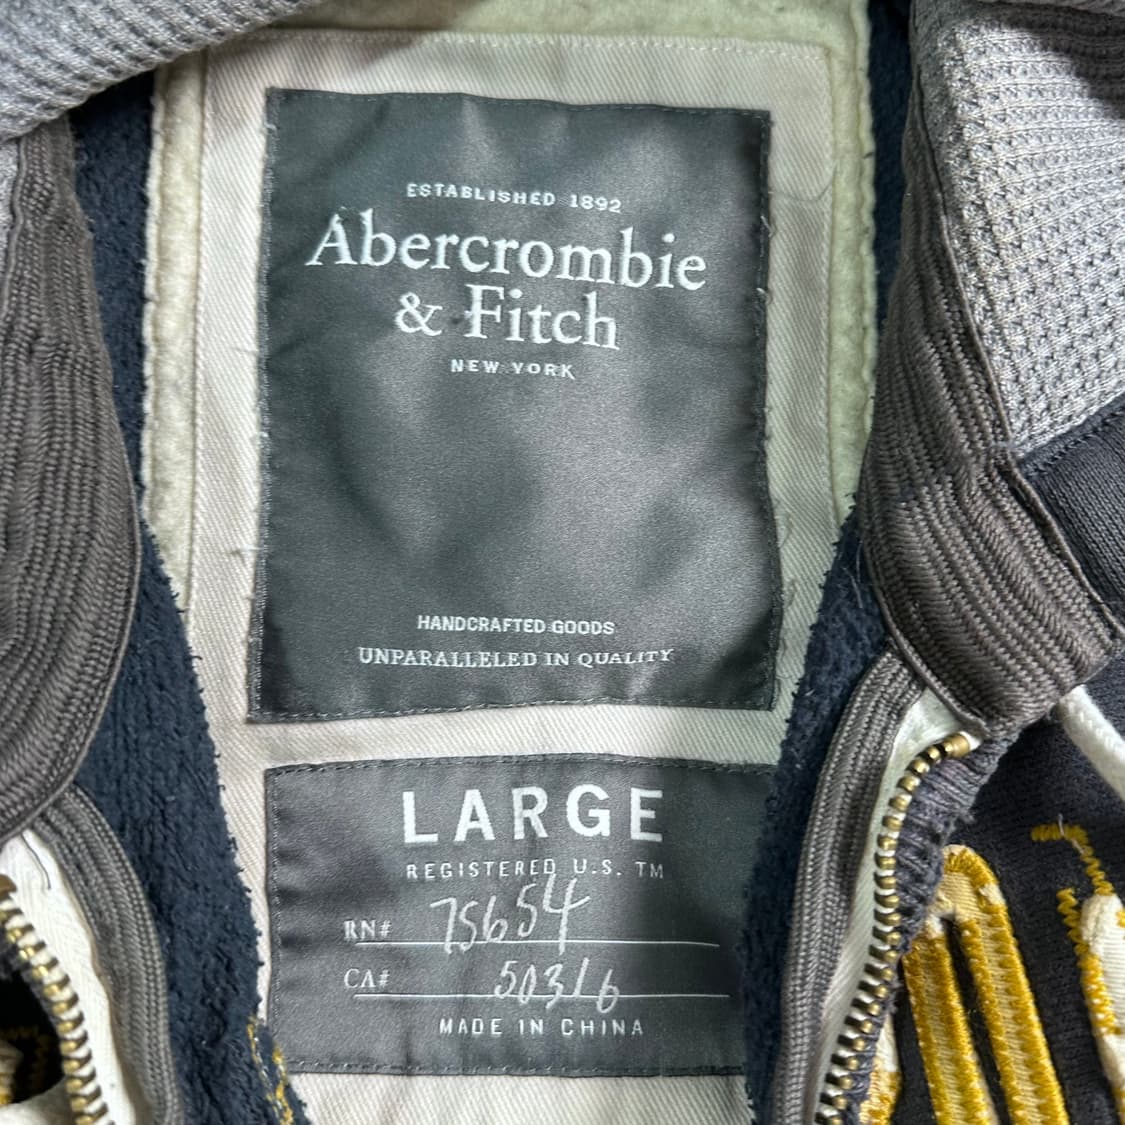 ESTABLISHED 1892
Abercrombie
& Fitch
NEW YORK
HANDCRAFTED GOODS
UNPARALLELED IN QUALITY
LARGE
REGISTERED U.S. TM
RN# 75654
CA# 50316
MADE IN CHINA